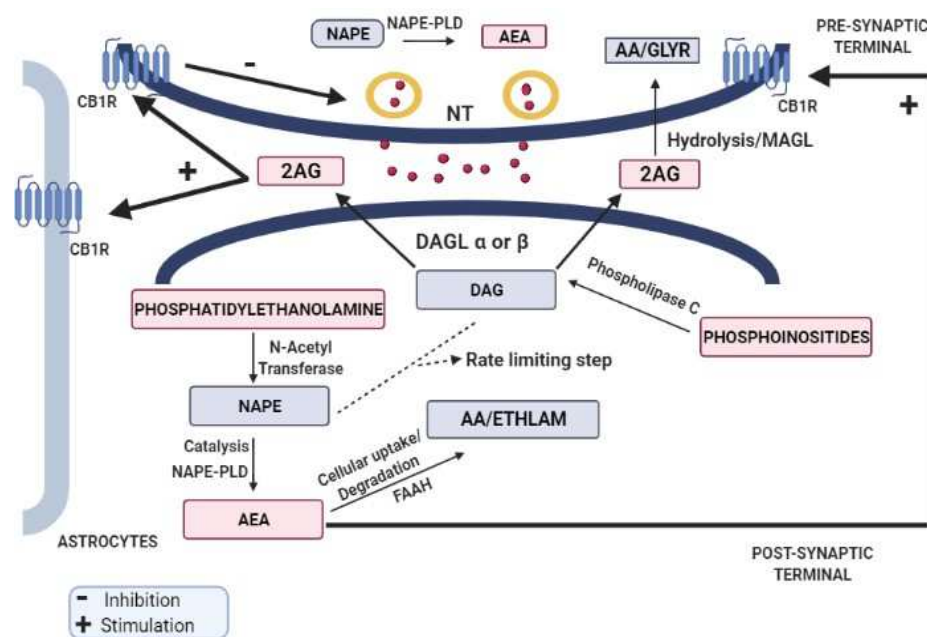 NAPE
NAPE-PLD
AEA
AA/GLYR
PRE-SYNAPTIC
TERMINAL
CB1R
-
NT
CB1R
+
Hydrolysis/MAGL
+
2AG
2AG
CB1R
DAGL α or β
DAG
Phospholipase C
PHOSPHATIDYLETHANOLAMINE
PHOSPHOINOSITIDES
N-Acetyl
Transferase
Rate limiting step
NAPE
AA/ETHLAM
Catalysis
NAPE-PLD
Cellular uptake/
Degradation
FAAH
AEA
ASTROCYTES
POST-SYNAPTIC
TERMINAL
- Inhibition
+ Stimulation